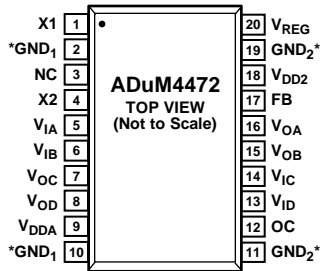 X1 1 20 VREG
*GND1 2 19 GND2*
NC 3 18 VDD2
X2 4 17 FB
ADuM4472
TOP VIEW
(Not to Scale)
VIA 5 16 VOA
VIB 6 15 VOB
VOC 7 14 VIC
VOD 8 13 VID
VDDA 9 12 OC
*GND1 10 11 GND2*